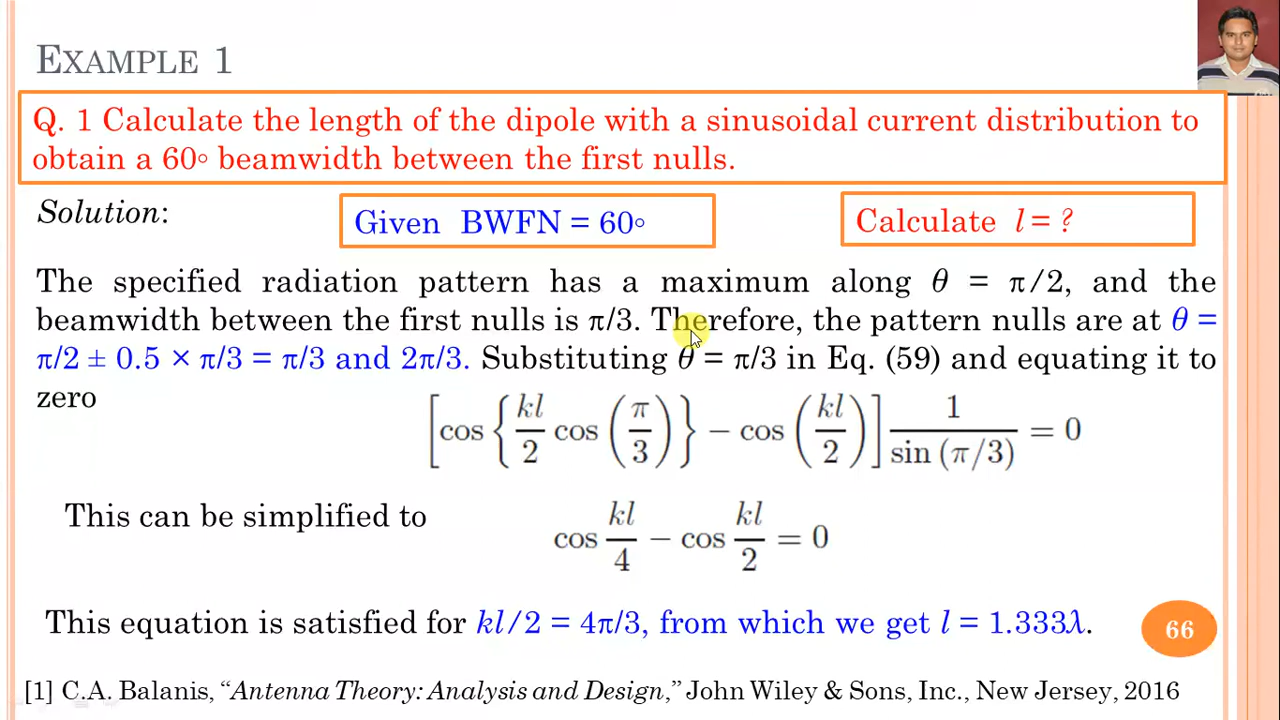 EXAMPLE 1
Q. 1 Calculate the length of the dipole with a sinusoidal current distribution to
obtain a 60◦ beamwidth between the first nulls.
Solution:
Given BWFN = 60◦
Calculate l = ?
The specified radiation pattern has a maximum along θ = π/2, and the
beamwidth between the first nulls is π/3. Therefore, the pattern nulls are at θ =
π/2 ± 0.5 × π/3 = π/3 and 2π/3. Substituting θ = π/3 in Eq. (59) and equating it to
zero
[cos{kl/2 cos(π/3)} − cos(kl/2)] 1/sin (π/3) = 0
This can be simplified to
cos kl/4 − cos kl/2 = 0
This equation is satisfied for kl/2 = 4π/3, from which we get l = 1.333λ.
66
[1] C.A. Balanis, “Antenna Theory: Analysis and Design,” John Wiley & Sons, Inc., New Jersey, 2016